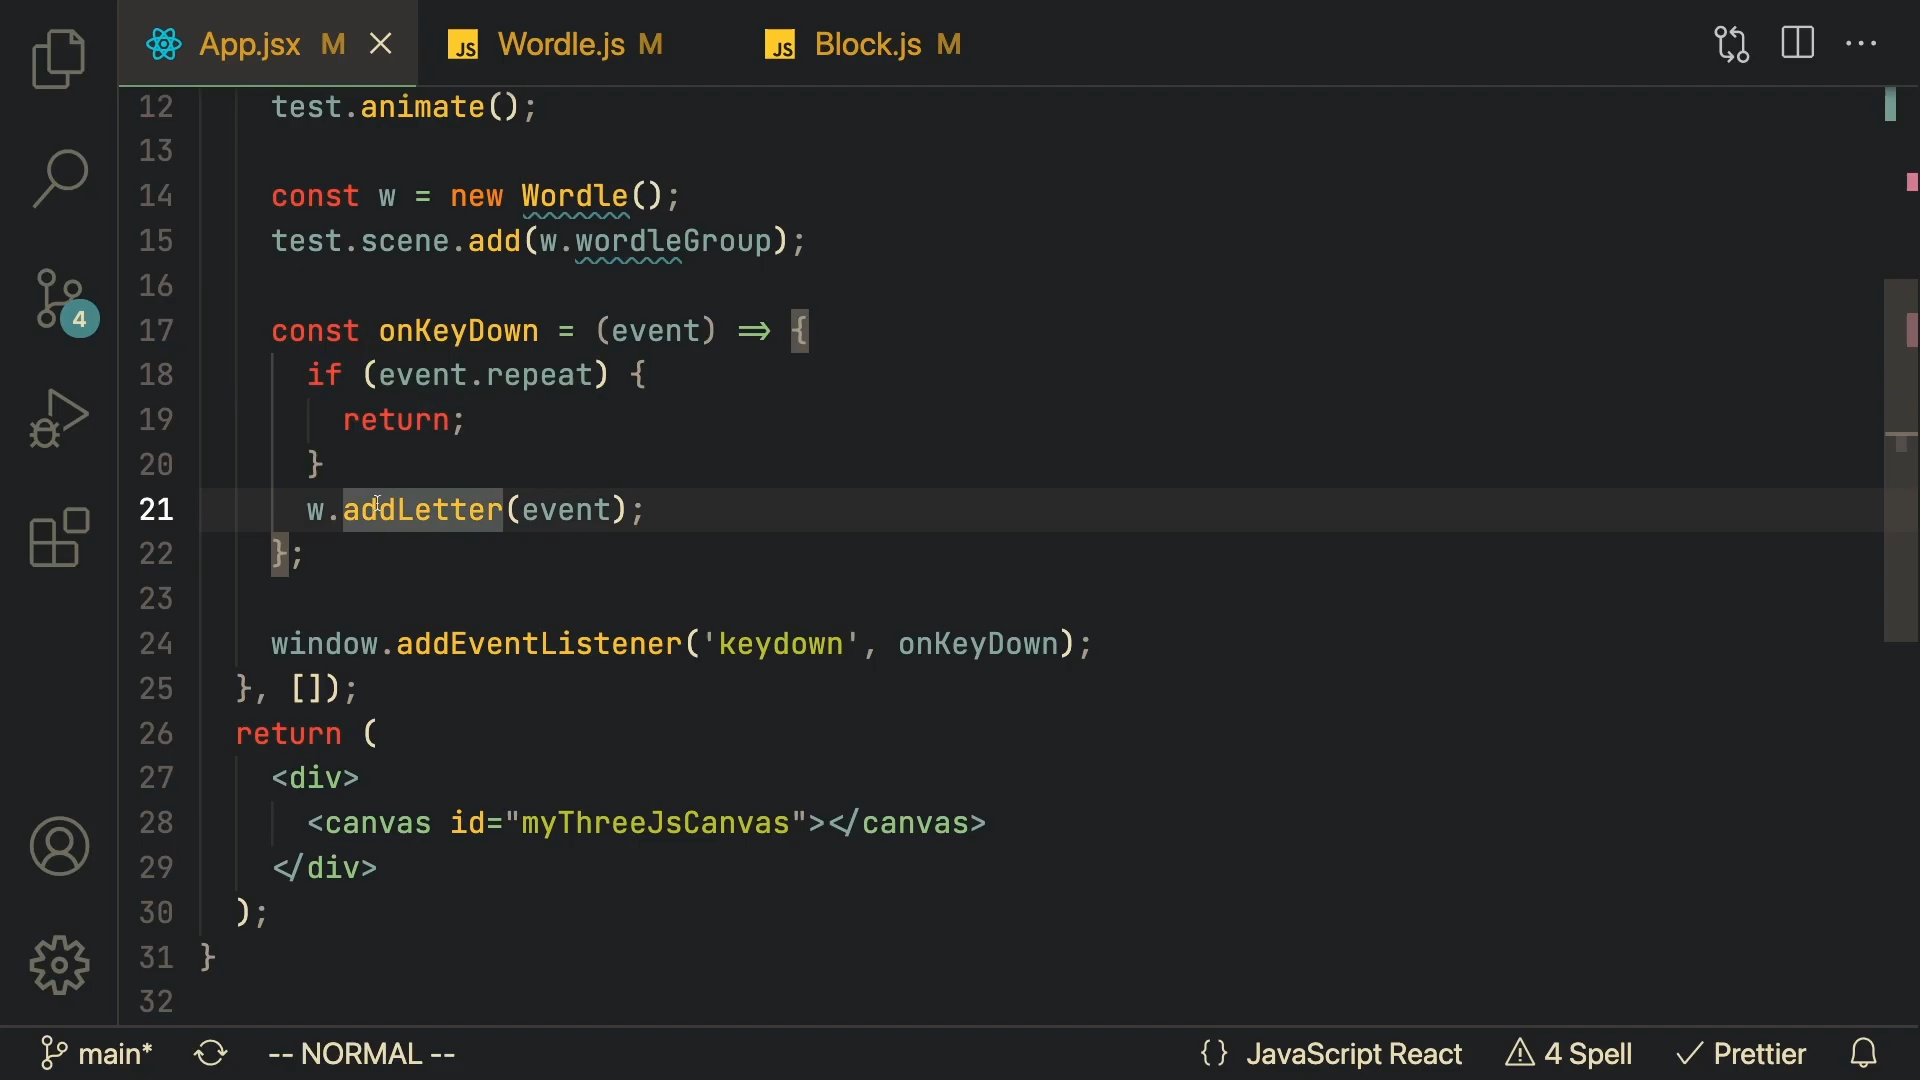 App.jsx M
JS Wordle.js M
JS Block.js M
12 test.animate();
13
14 const w = new Wordle();
15 test.scene.add(w.wordleGroup);
16
17 const onKeyDown = (event) => {
18 if (event.repeat) {
19 return;
20 }
21 w.addLetter(event);
22 };
23
24 window.addEventListener('keydown', onKeyDown);
25 }, []);
26 return (
27 <div>
28 <canvas id="myThreeJsCanvas"></canvas>
29 </div>
30 );
31 }
32
4
main* -- NORMAL -- {} JavaScript React 4 Spell Prettier